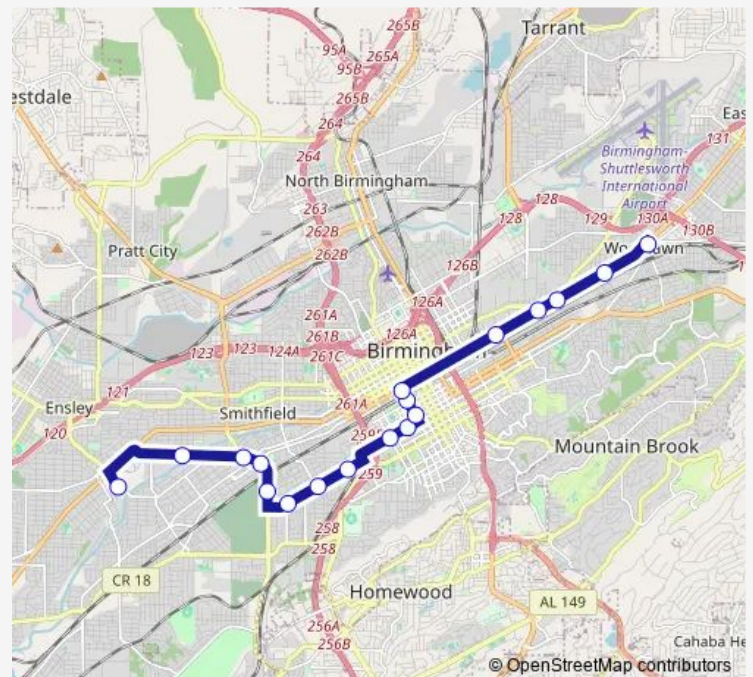 265B
Tarrant
95A
265A
95B
estdale
265B
264
Eas
131
264
Birmingham-
Shuttlesworth
International
Airport
North Birmingham
128
128
129
130A
130B
263
262B
262B
Pratt City
126B
126A
261A
261B
126A
123
123
124A
261C
Birmingh
121
261A
Ensley
Smithfield
120
259
Mountain Brook
258
258
CR 18
Homewood
AL 149
256A
256B
Cahaba He
© OpenStreetMap contributors